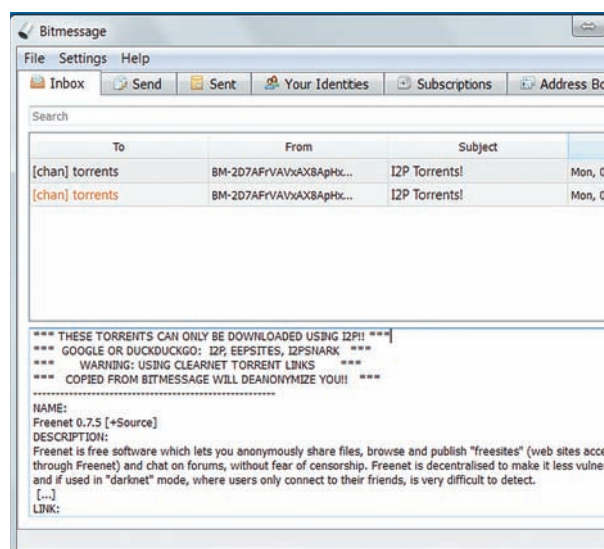 Bitmessage
File Settings Help
Inbox Send Sent Your Identities Subscriptions Address Bo
Search
To From Subject
[chan] torrents BM-2D7AFrVAVxAX8ApHx... I2P Torrents! Mon, 0
[chan] torrents BM-2D7AFrVAVxAX8ApHx... I2P Torrents! Mon, 0
*** THESE TORRENTS CAN ONLY BE DOWNLOADED USING I2P!! ***
*** GOOGLE OR DUCKDUCKGO: I2P, EEPSITES, I2PSNARK ***
*** WARNING: USING CLEARNET TORRENT LINKS ***
*** COPIED FROM BITMESSAGE WILL DEANONYMIZE YOU!! ***
-------------------------------------------------------
NAME:
Freenet 0.7.5 [+Source]
DESCRIPTION:
Freenet is free software which lets you anonymously share files, browse and publish "freesites" (web sites acce
through Freenet) and chat on forums, without fear of censorship. Freenet is decentralised to make it less vulne
and if used in "darknet" mode, where users only connect to their friends, is very difficult to detect.
[...]
LINK: